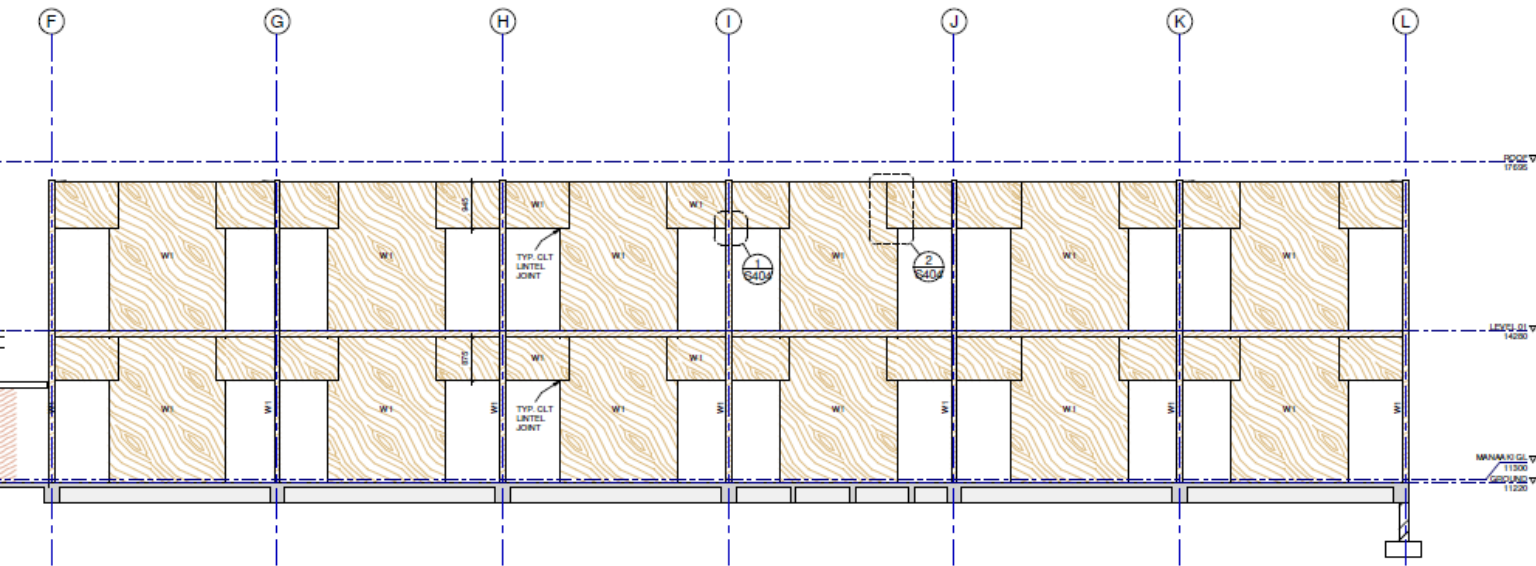 F G H I J K L
ROOF
17695
945
W1 W1
W1 W1 W1 W1 W1 W1
TYP. CLT
LINTEL
JOINT
1
S404
2
S404
LEVEL 01
14280
875
W1 W1
W1 W1 W1 W1 W1 W1 W1 W1 W1 W1 W1 W1 W1
TYP. CLT
LINTEL
JOINT
MANAAKI GL
11300
GROUND
11220